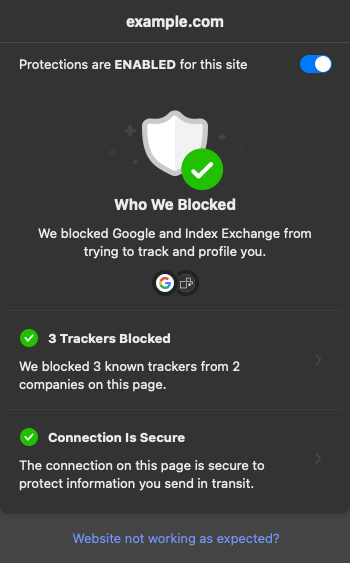 example.com
Protections are ENABLED for this site
Who We Blocked
We blocked Google and Index Exchange from
trying to track and profile you.
3 Trackers Blocked
We blocked 3 known trackers from 2
companies on this page.
Connection Is Secure
The connection on this page is secure to
protect information you send in transit.
Website not working as expected?